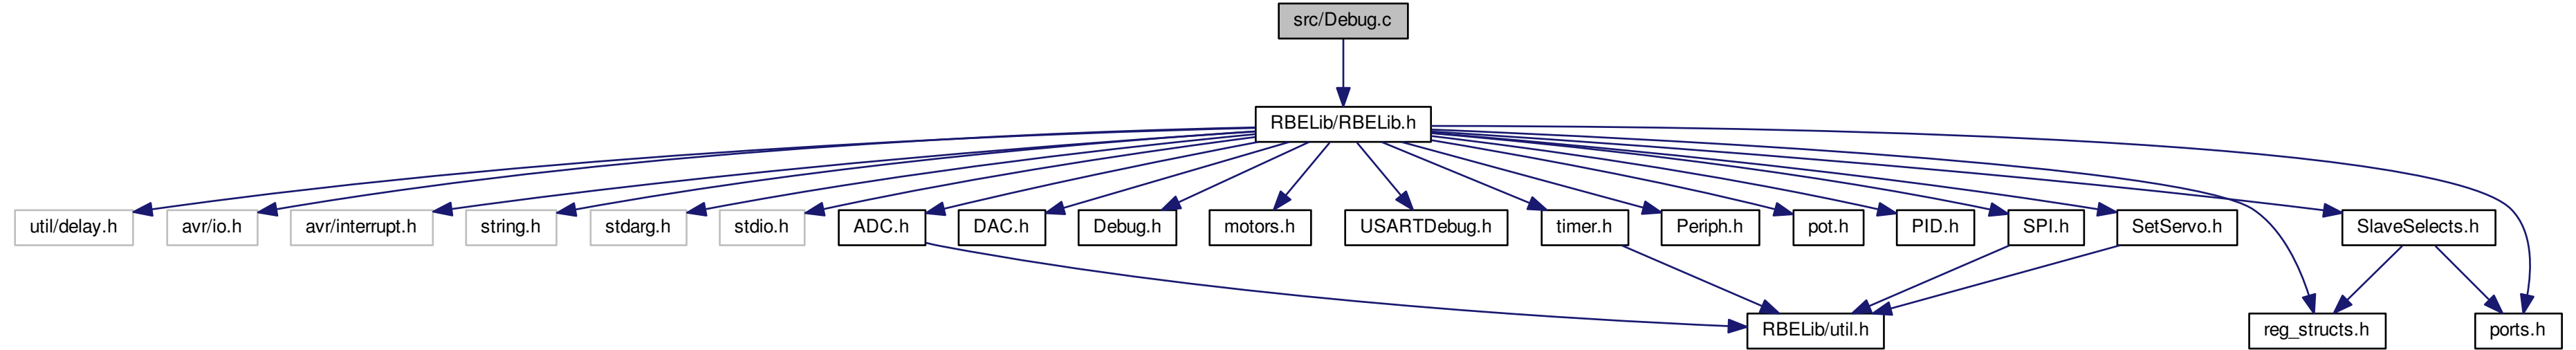 src/Debug.c
RBELib/RBELib.h
util/delay.h
avr/io.h
avr/interrupt.h
string.h
stdarg.h
stdio.h
ADC.h
DAC.h
Debug.h
motors.h
USARTDebug.h
timer.h
Periph.h
pot.h
PID.h
SPI.h
SetServo.h
SlaveSelects.h
RBELib/util.h
reg_structs.h
ports.h